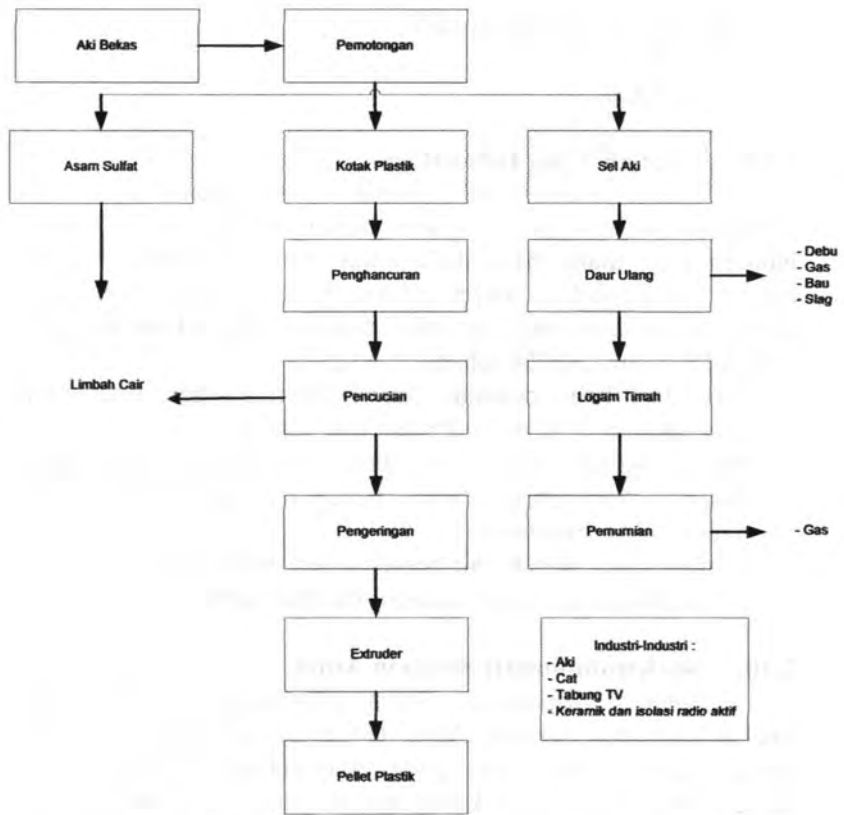 Aki Bekas
Pemotongan
Asam Sulfat
Kotak Plastik
Sel Aki
Penghancuran
Daur Ulang
- Debu
- Gas
- Bau
- Slag
Limbah Cair
Pencucian
Logam Timah
Pengeringan
Pemurnian
- Gas
Extruder
Industri-Industri :
- Aki
- Cat
- Tabung TV
- Keramik dan isolasi radio aktif
Pellet Plastik